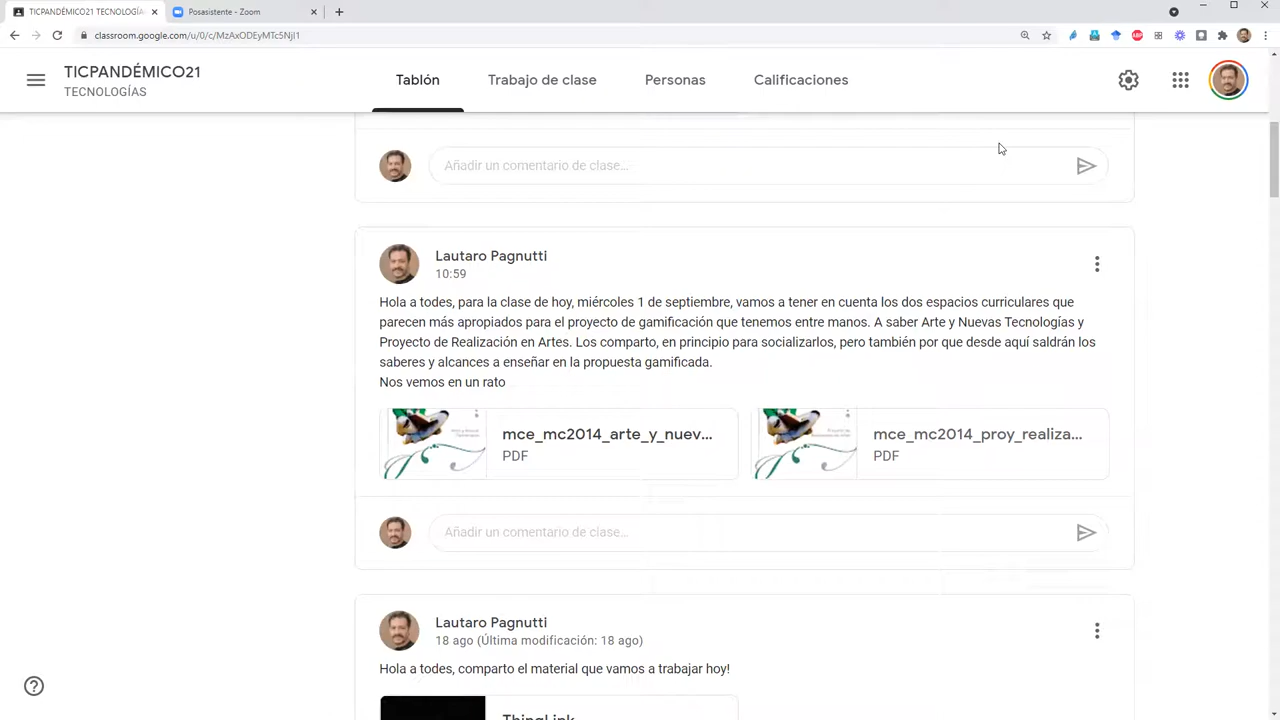 TICPANDÉMICO21 TECNOLOGÍA
Posasistente - Zoom
classroom.google.com/u/0/c/MzAxODEyMTc5NjI1
TICPANDÉMICO21
TECNOLOGÍAS
Tablón
Trabajo de clase
Personas
Calificaciones
Añadir un comentario de clase...
Lautaro Pagnutti
10:59
Hola a todes, para la clase de hoy, miércoles 1 de septiembre, vamos a tener en cuenta los dos espacios curriculares que
parecen más apropiados para el proyecto de gamificación que tenemos entre manos. A saber Arte y Nuevas Tecnologías y
Proyecto de Realización en Artes. Los comparto, en principio para socializarlos, pero también por que desde aquí saldrán los
saberes y alcances a enseñar en la propuesta gamificada.
Nos vemos en un rato
mce_mc2014_arte_y_nuev...
PDF
mce_mc2014_proy_realiza...
PDF
Añadir un comentario de clase...
Lautaro Pagnutti
18 ago (Última modificación: 18 ago)
Hola a todes, comparto el material que vamos a trabajar hoy!
ThingLink